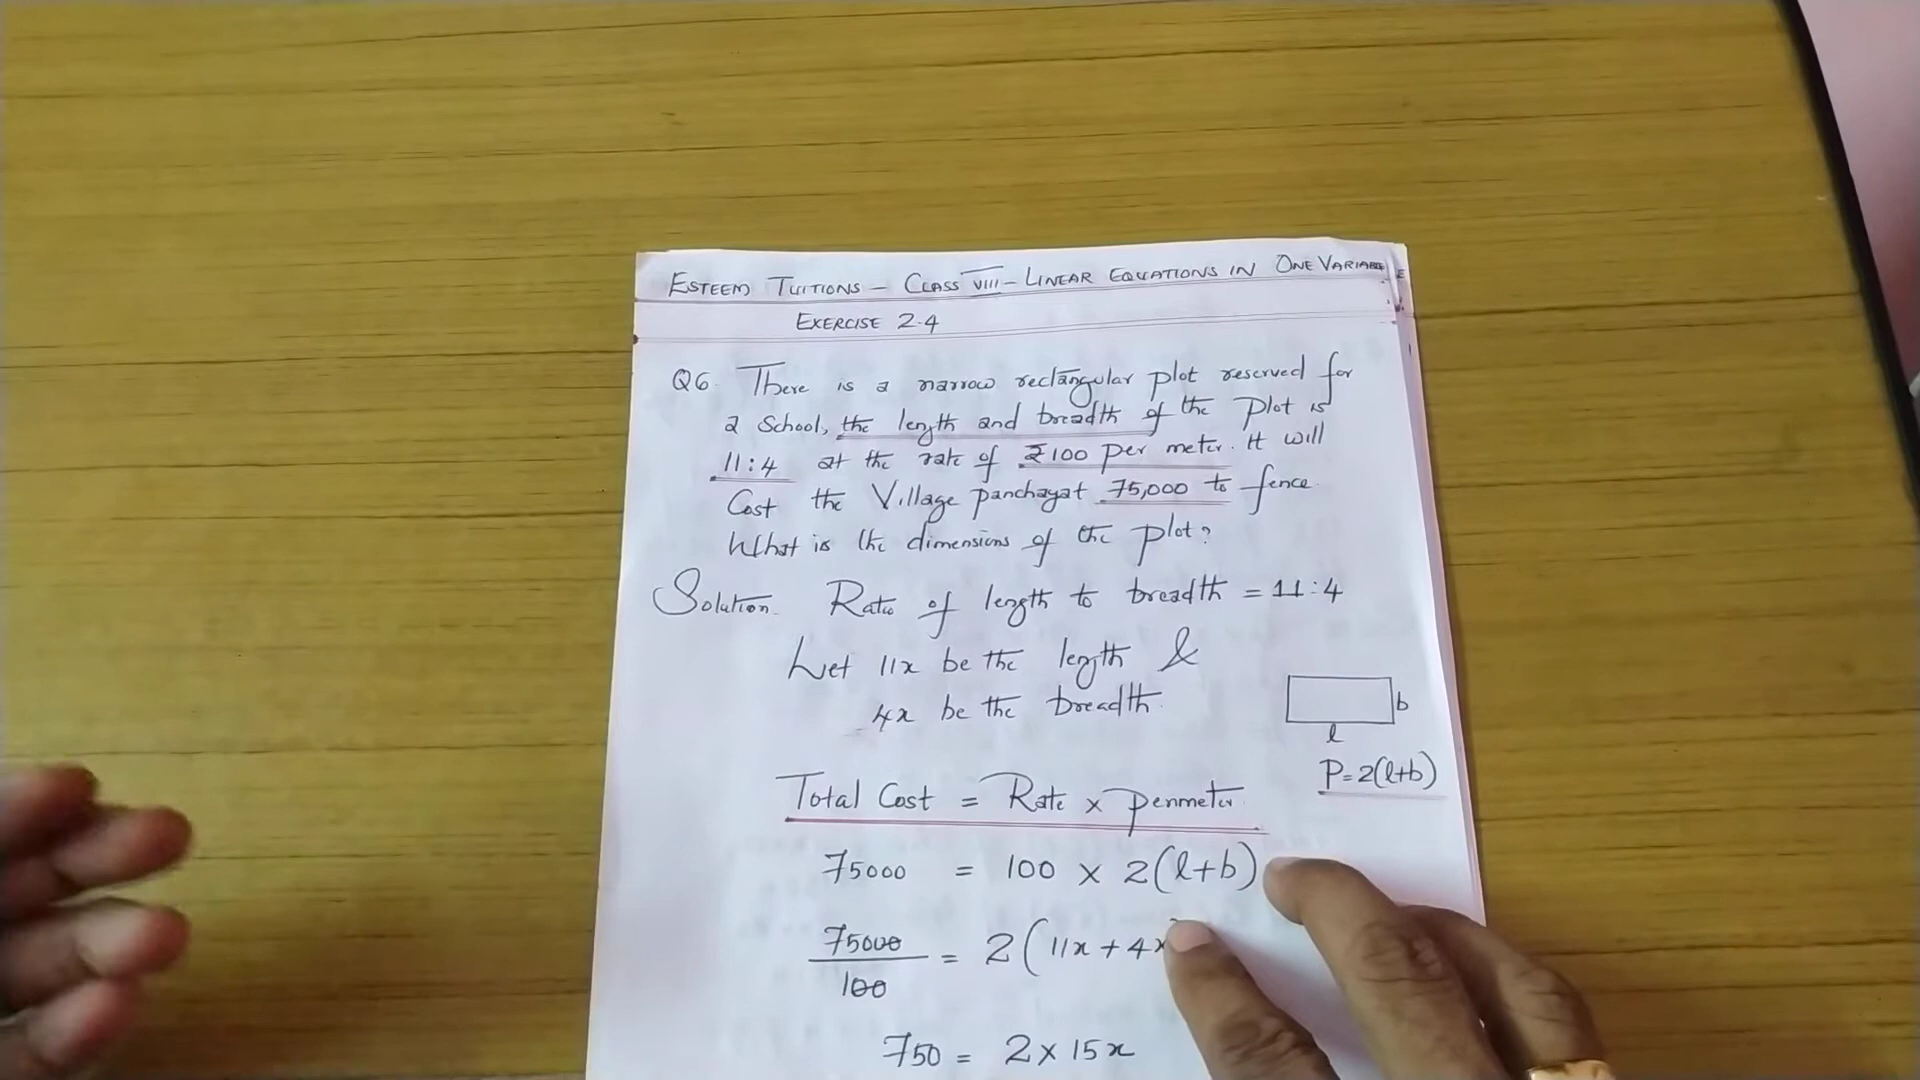 ESTEEM TUITIONS - CLASS VIII - LINEAR EQUATIONS IN ONE VARIABLE
EXERCISE 2.4
Q6. There is a narrow rectangular plot reserved for
a School, the length and breadth of the plot is
11:4 at the rate of ₹100 per meter. It will
Cost the Village panchayat 75,000 to fence.
What is the dimensions of the plot?
Solution. Ratio of length to breadth = 11:4
Let 11x be the length &
4x be the breadth.
b
l
P=2(l+b)
Total Cost = Rate × perimeter.
75000 = 100 × 2(l+b)
75000/100 = 2(11x + 4x
750 = 2 × 15x